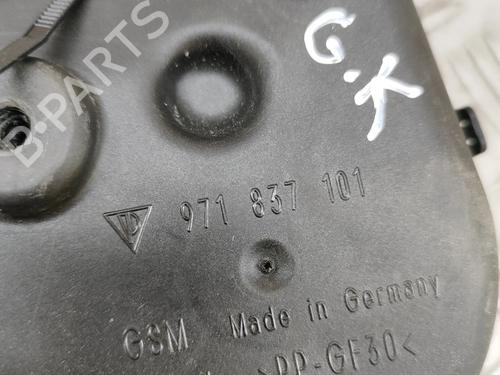 B-PARTS
G.K
971 837 101
GSM Made in Germany
>PP-GF30<